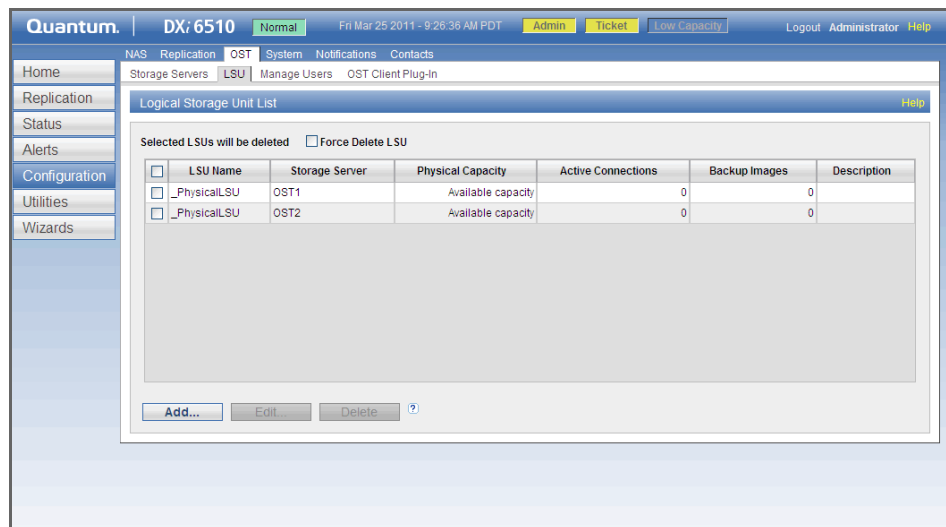 Quantum. DXi 6510 Normal Fri Mar 25 2011 - 9:26:36 AM PDT Admin Ticket Low Capacity Logout Administrator Help
NAS Replication OST System Notifications Contacts
Storage Servers LSU Manage Users OST Client Plug-In
Home
Replication
Status
Alerts
Configuration
Utilities
Wizards
Logical Storage Unit List Help
Selected LSUs will be deleted Force Delete LSU
LSU Name Storage Server Physical Capacity Active Connections Backup Images Description
_PhysicalLSU OST1 Available capacity 0 0
_PhysicalLSU OST2 Available capacity 0 0
Add... Edit... Delete ?